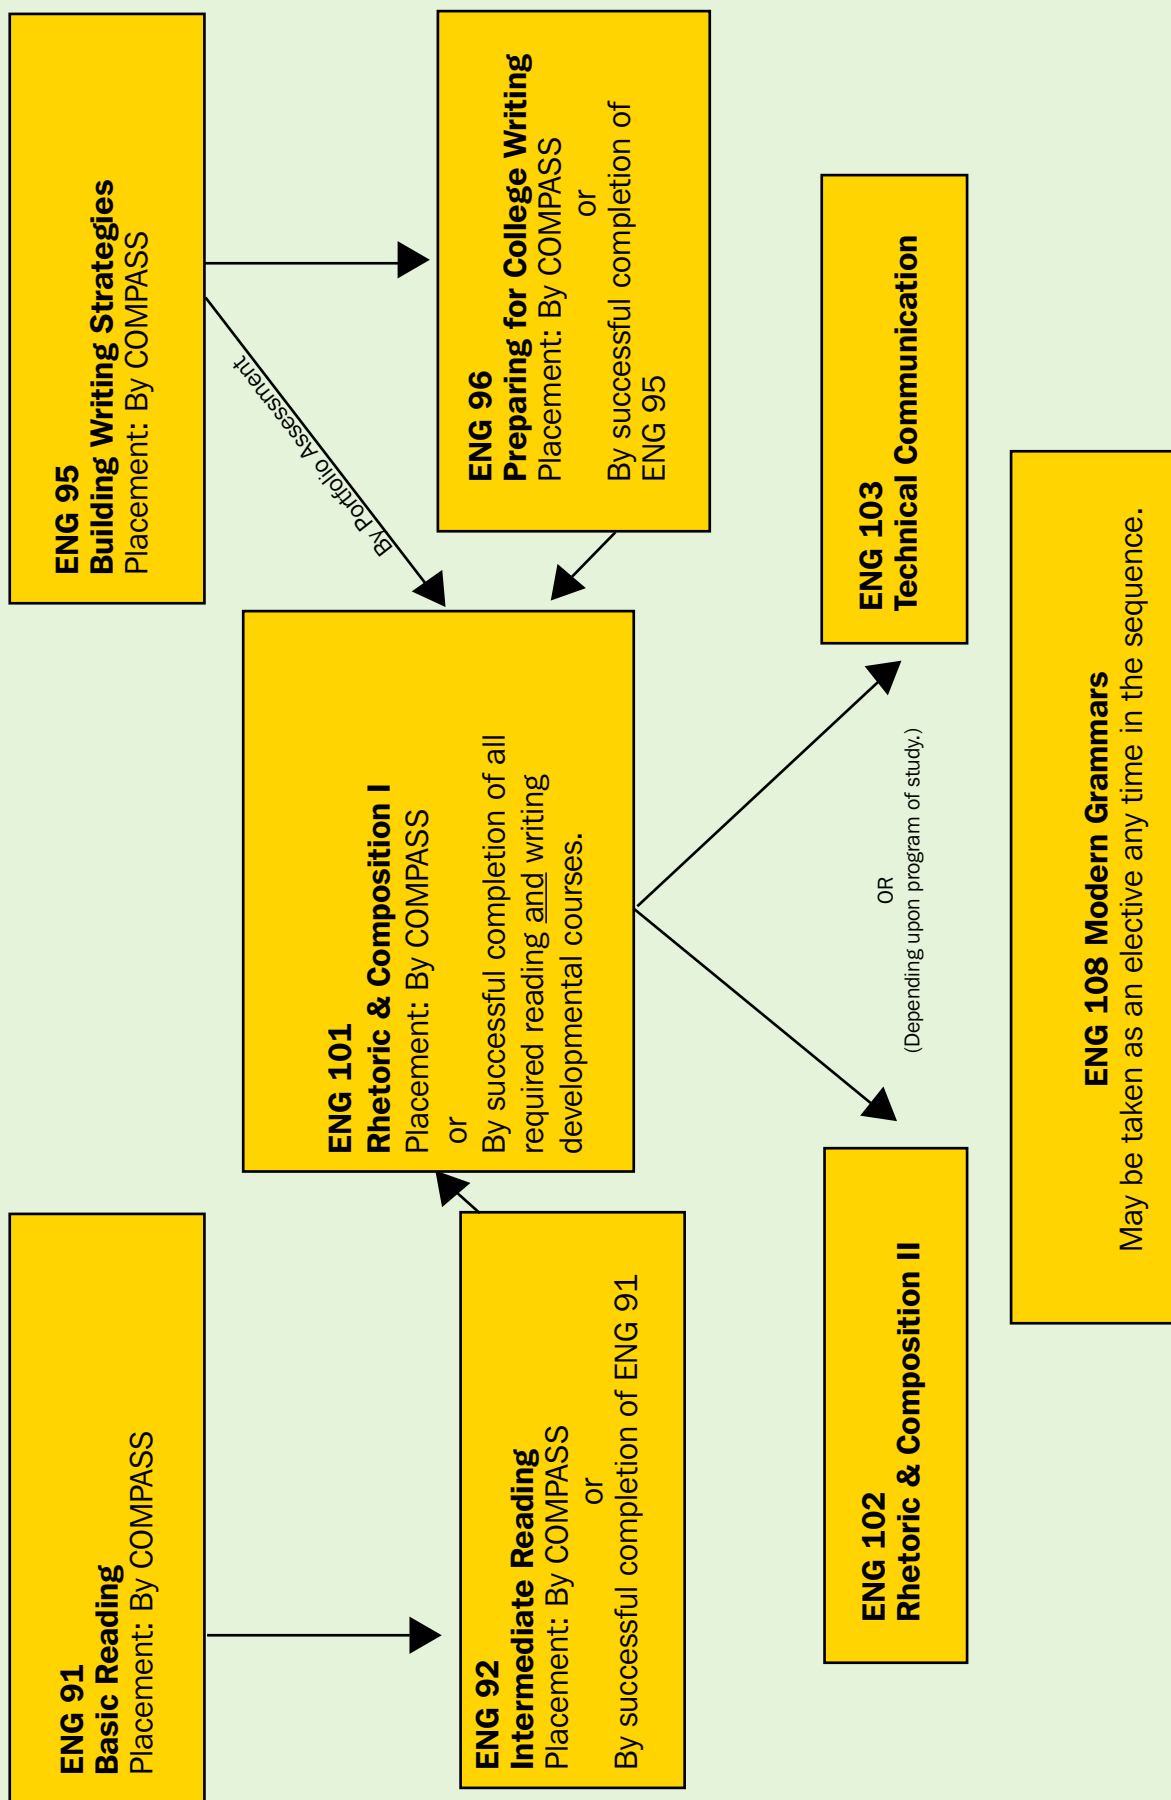 ENG 91
Basic Reading
Placement: By COMPASS
ENG 95
Building Writing Strategies
Placement: By COMPASS
By Portfolio Assessment
ENG 101
Rhetoric & Composition I
Placement: By COMPASS
or
By successful completion of all
required reading and writing
developmental courses.
ENG 92
Intermediate Reading
Placement: By COMPASS
or
By successful completion of ENG 91
ENG 96
Preparing for College Writing
Placement: By COMPASS
or
By successful completion of
ENG 95
ENG 102
Rhetoric & Composition II
OR
(Depending upon program of study.)
ENG 103
Technical Communication
ENG 108 Modern Grammars
May be taken as an elective any time in the sequence.